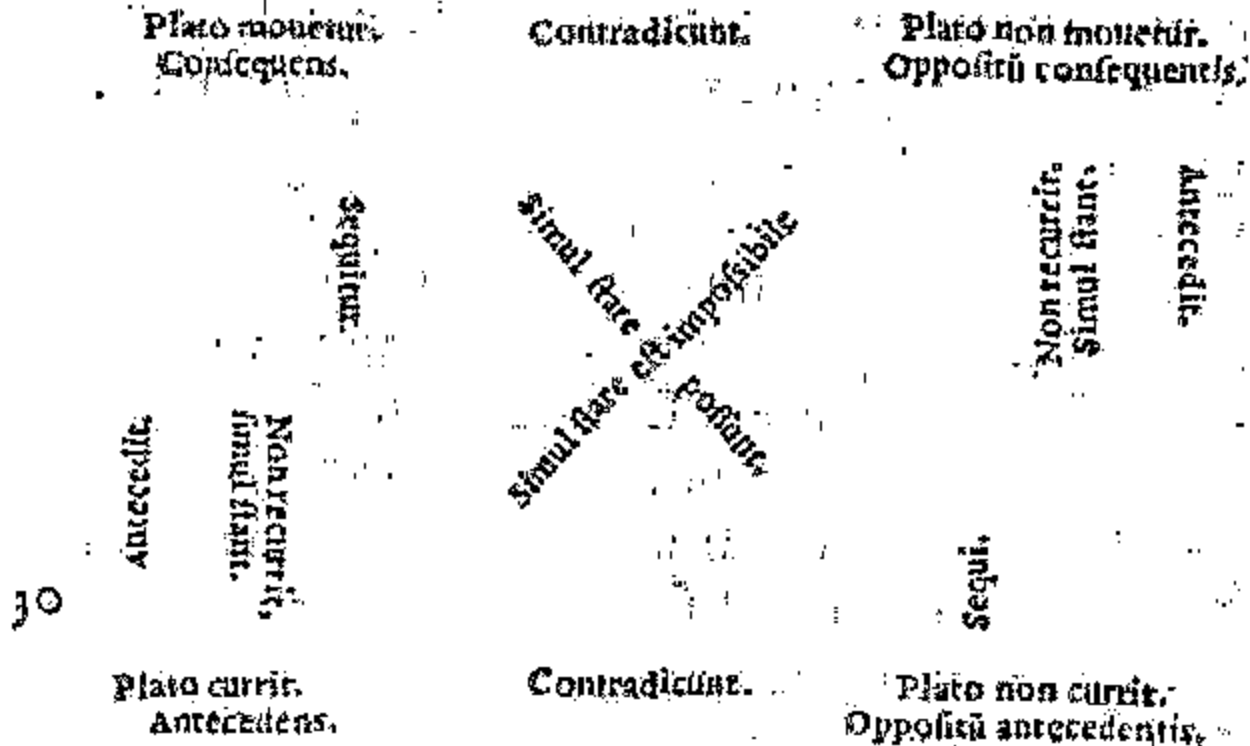 Plato mouetur. Contradicunt. Plato non mouetur.
Consequens. Oppositū consequentis.
Sequitur.
Simul ſtare poſſunt.
Simul ſtare eſt impoſsibile
Non recurrit.
Simul ſtant.
Antecedit.
Antecedit.
ſimul ſtant.
Non recurrit,
Sequi.
30
Plato currit. Contradicunt. Plato non currit.
Antecedens. Oppoſitū antecedentis.